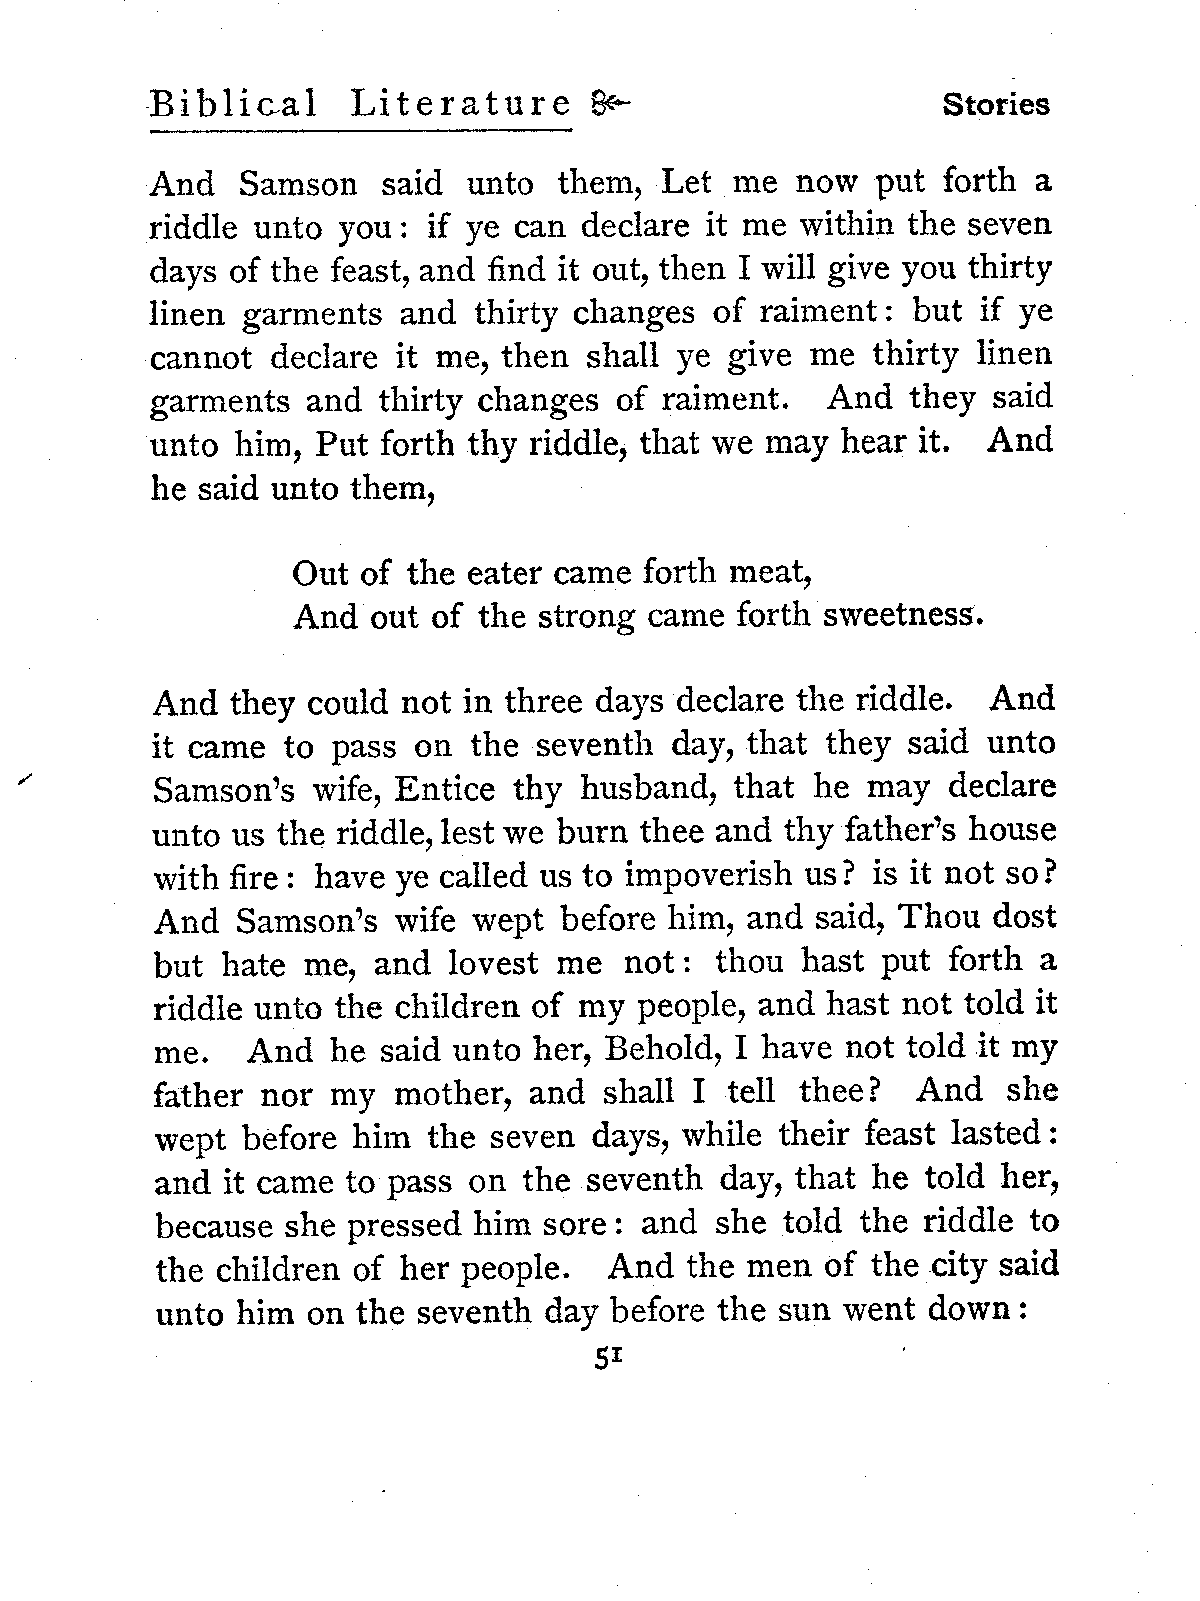 Biblical Literature Stories
And Samson said unto them, Let me now put forth a
riddle unto you: if ye can declare it me within the seven
days of the feast, and find it out, then I will give you thirty
linen garments and thirty changes of raiment: but if ye
cannot declare it me, then shall ye give me thirty linen
garments and thirty changes of raiment. And they said
unto him, Put forth thy riddle, that we may hear it. And
he said unto them,
Out of the eater came forth meat,
And out of the strong came forth sweetness.
And they could not in three days declare the riddle. And
it came to pass on the seventh day, that they said unto
Samson's wife, Entice thy husband, that he may declare
unto us the riddle, lest we burn thee and thy father's house
with fire: have ye called us to impoverish us? is it not so?
And Samson's wife wept before him, and said, Thou dost
but hate me, and lovest me not: thou hast put forth a
riddle unto the children of my people, and hast not told it
me. And he said unto her, Behold, I have not told it my
father nor my mother, and shall I tell thee? And she
wept before him the seven days, while their feast lasted:
and it came to pass on the seventh day, that he told her,
because she pressed him sore: and she told the riddle to
the children of her people. And the men of the city said
unto him on the seventh day before the sun went down:
51